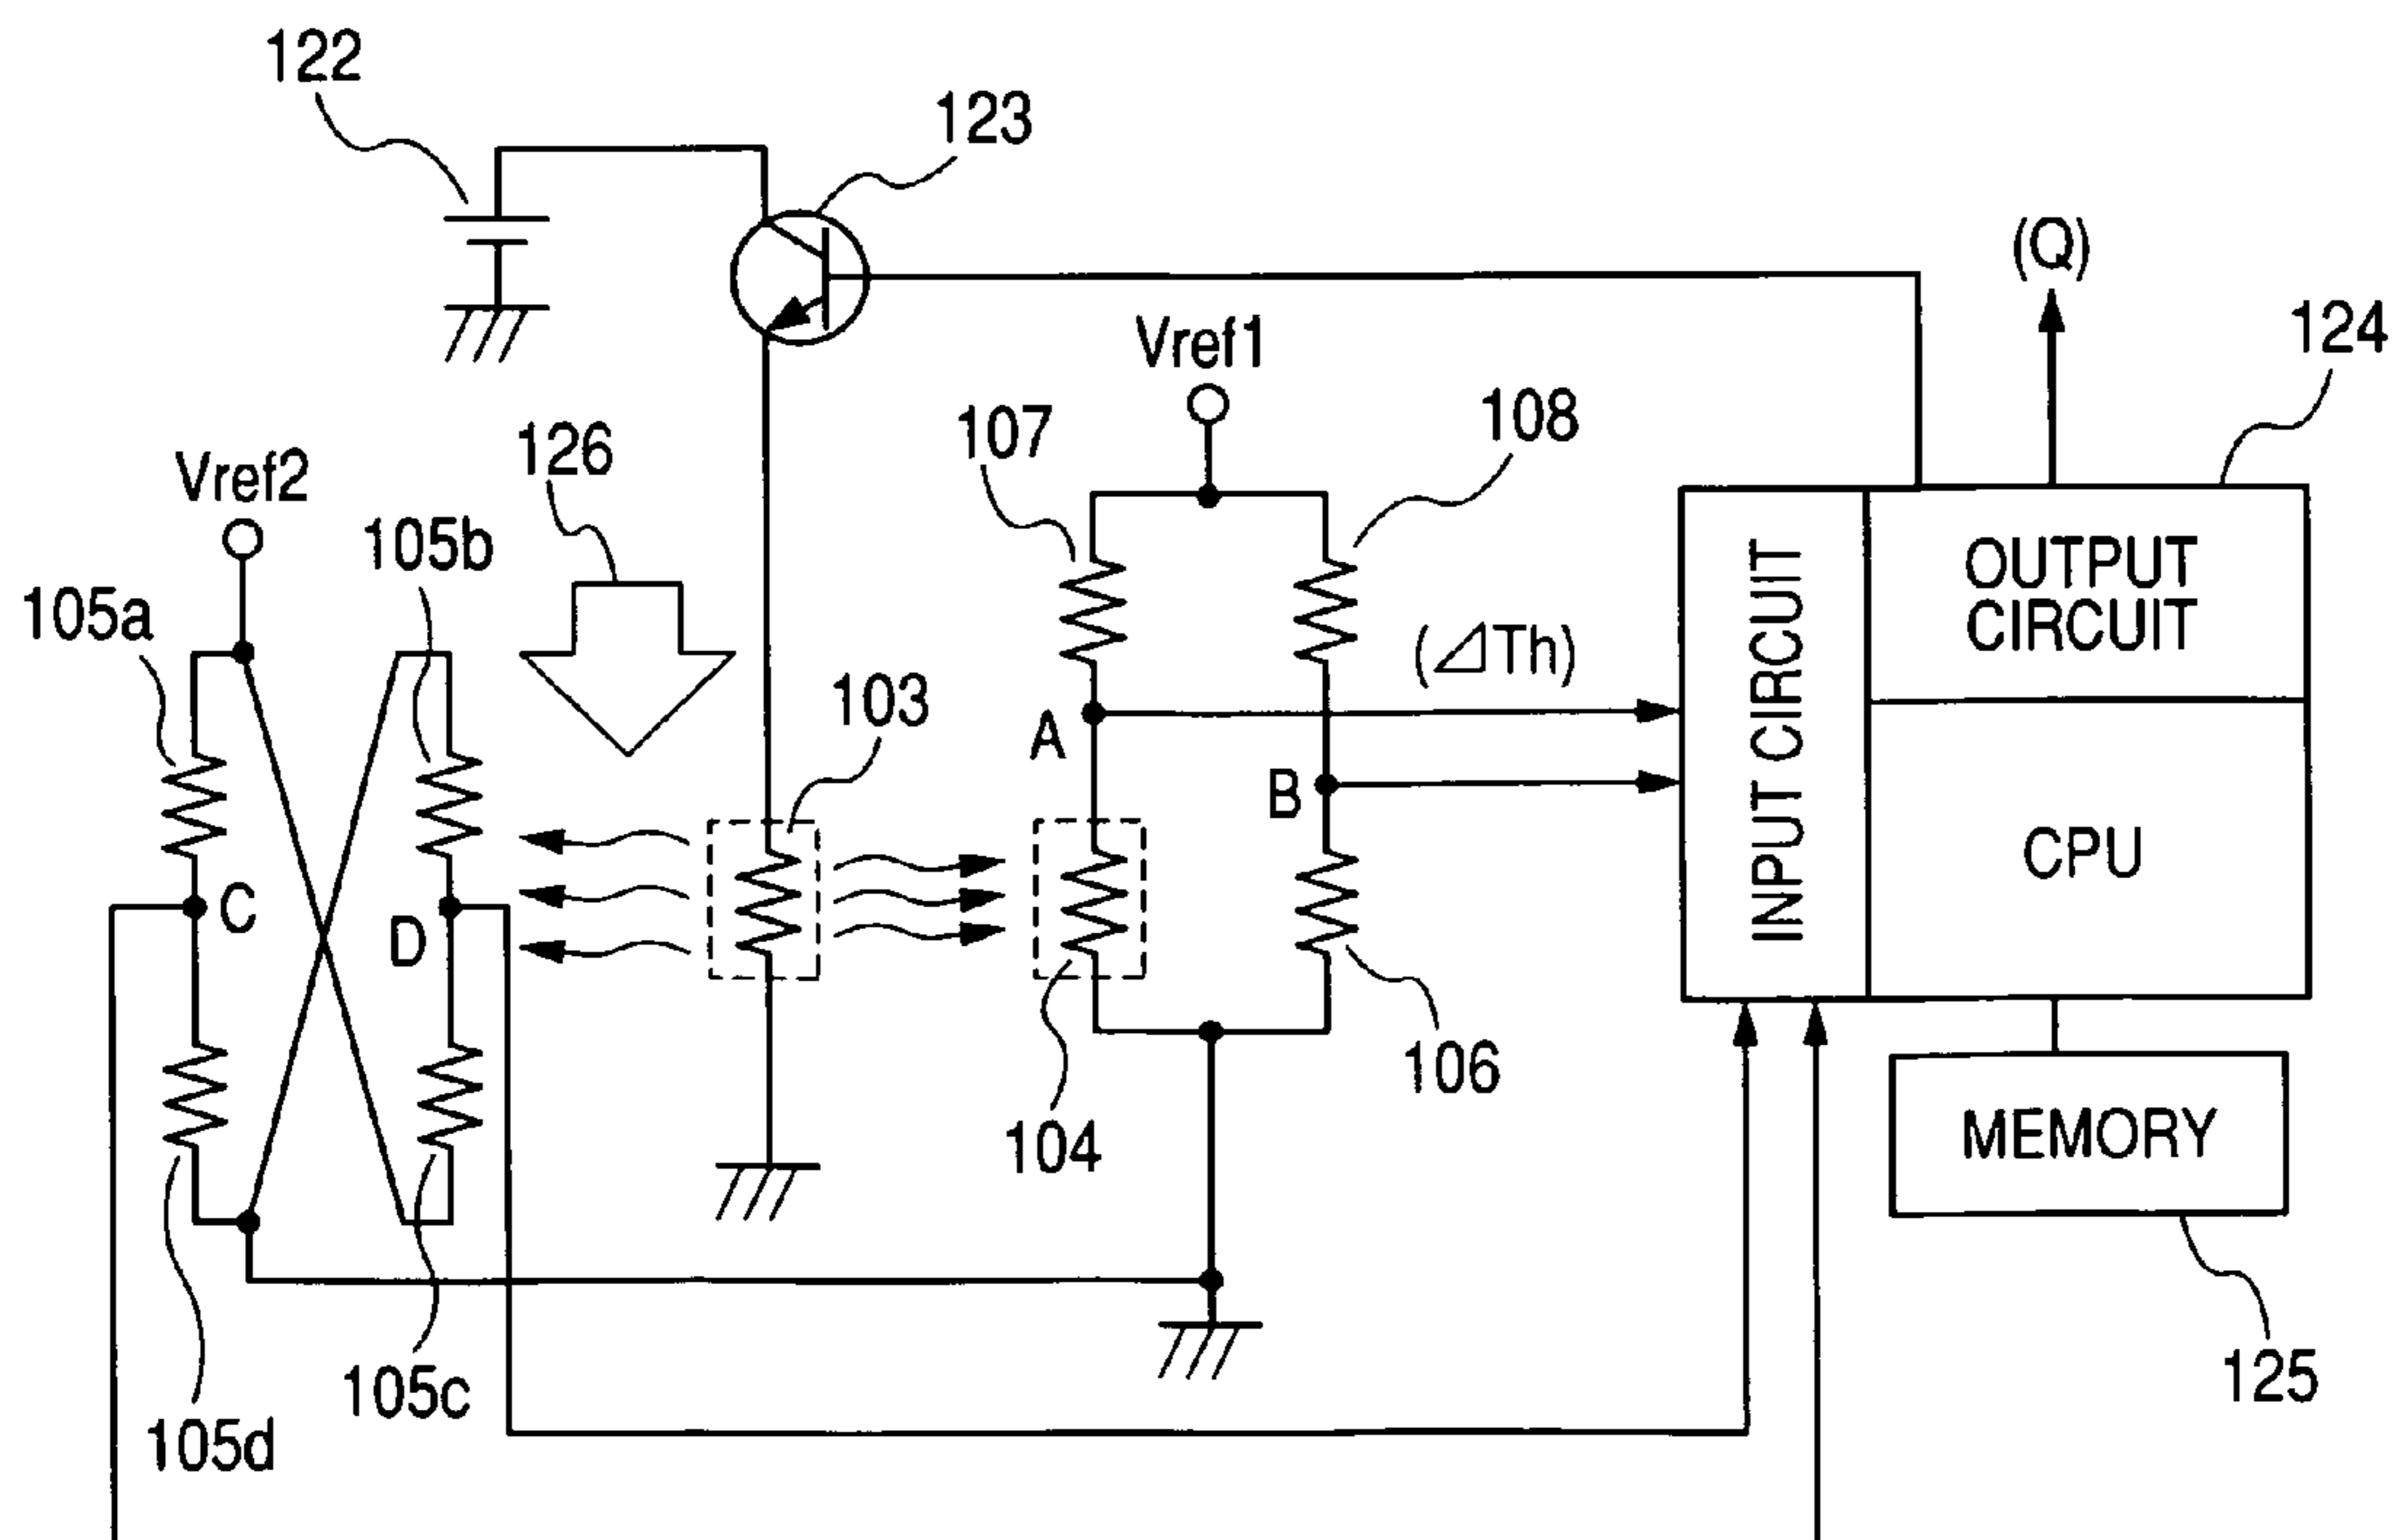 122
123
(Q)
Vref1
124
107
108
126
Vref2
105b
105a
(⊿Th)
103
INPUT CIRCUIT
OUTPUT
CIRCUIT
A
B
CPU
C
D
106
104
MEMORY
105c
125
105d